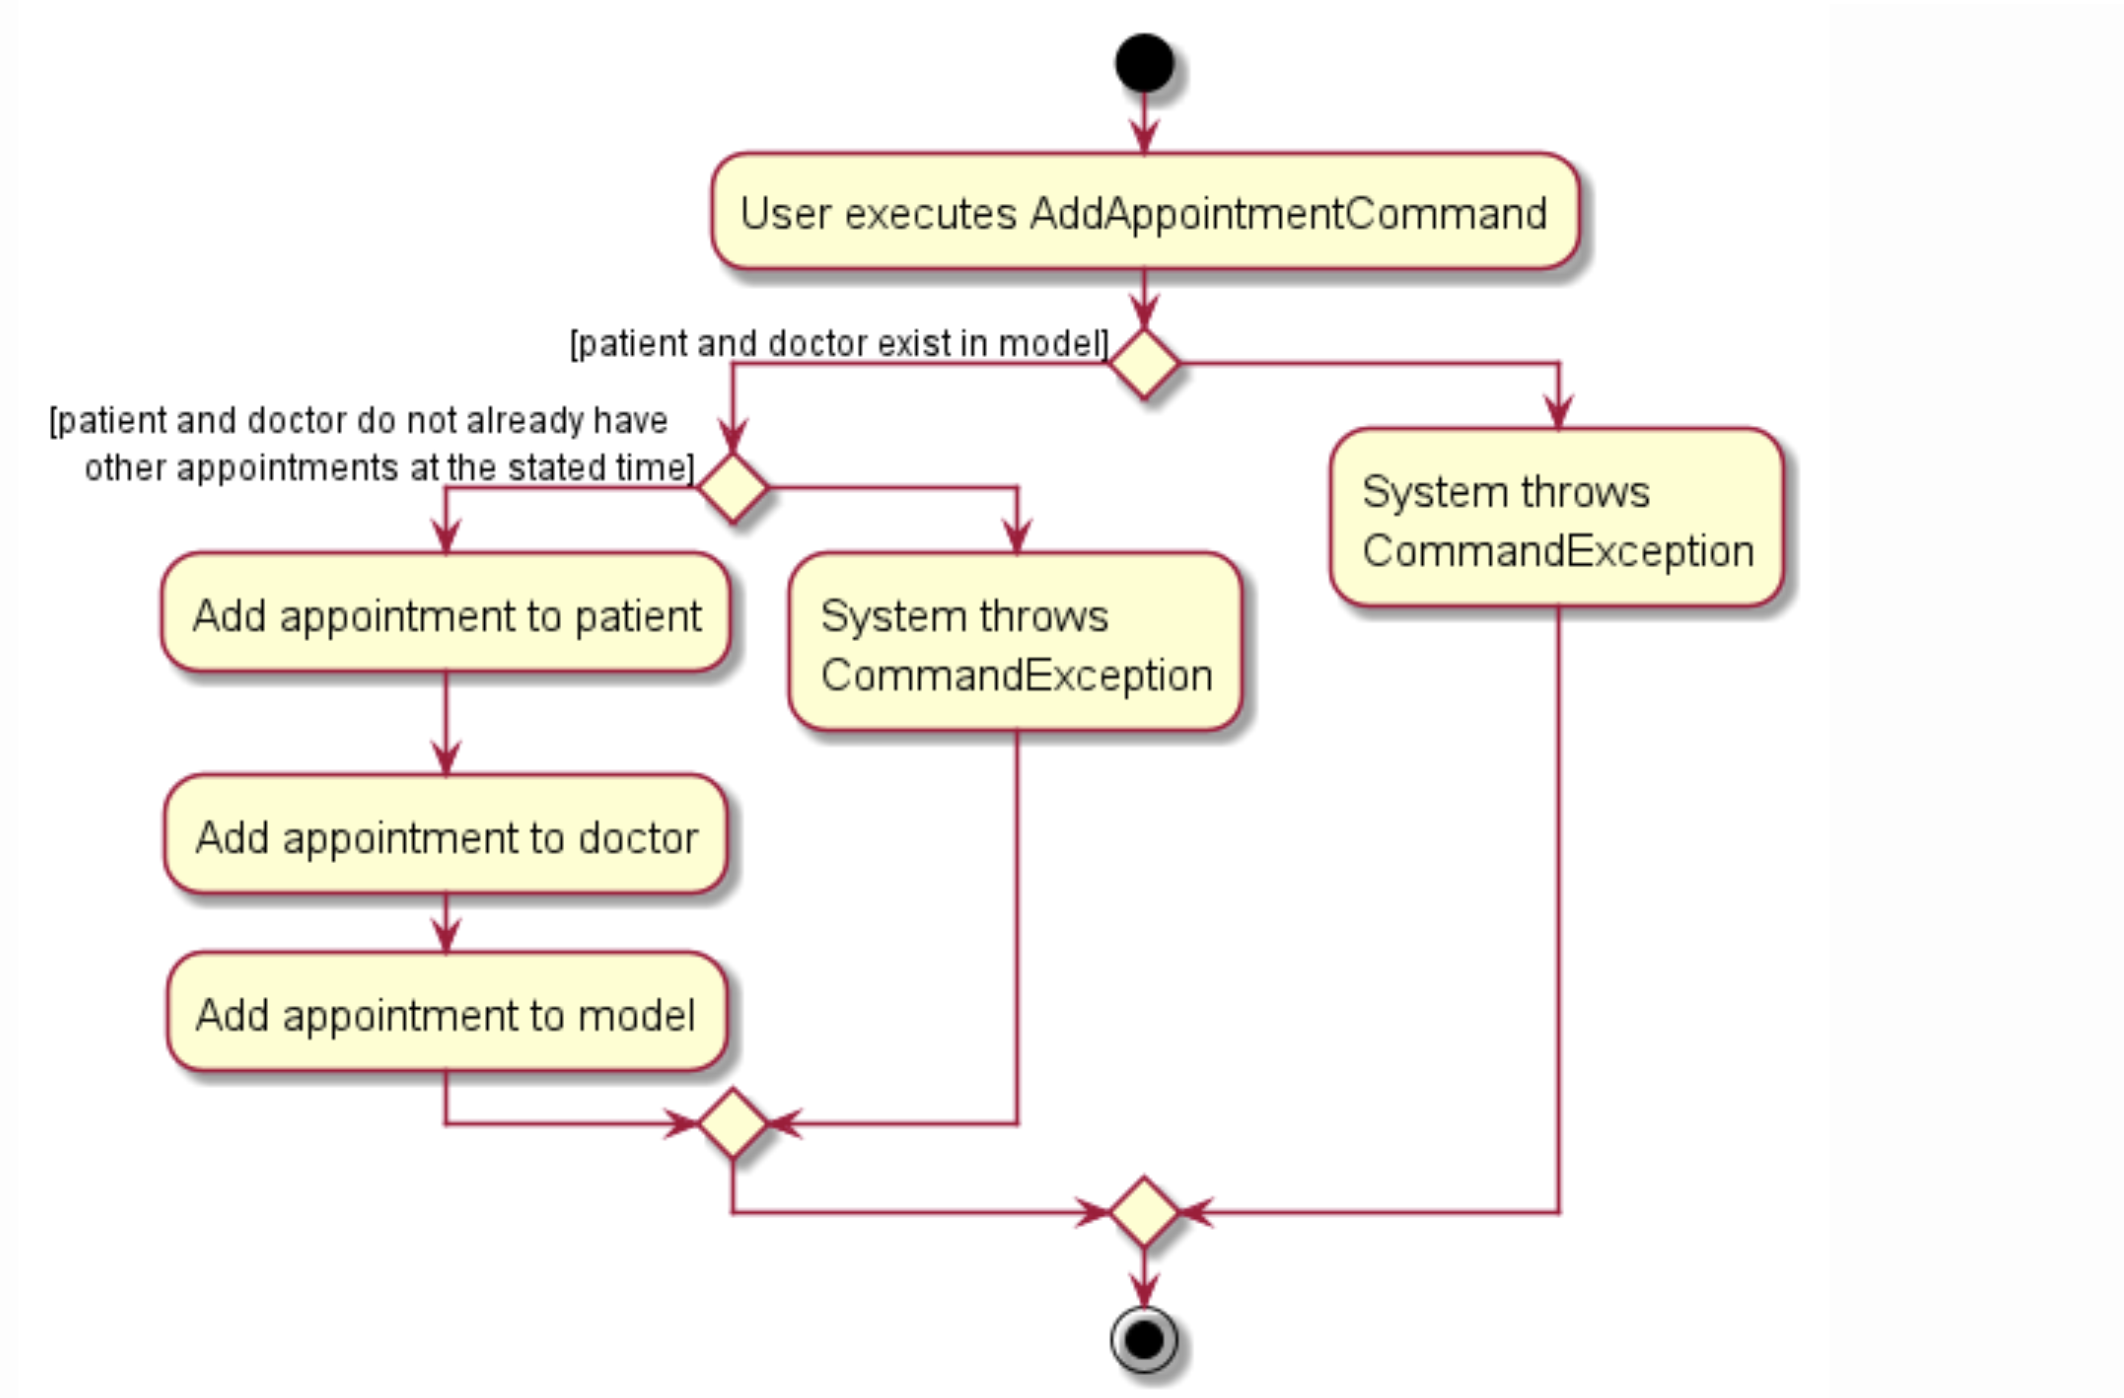 User executes AddAppointmentCommand
[patient and doctor exist in model]
[patient and doctor do not already have
other appointments at the stated time]
System throws
CommandException
Add appointment to patient
System throws
CommandException
Add appointment to doctor
Add appointment to model